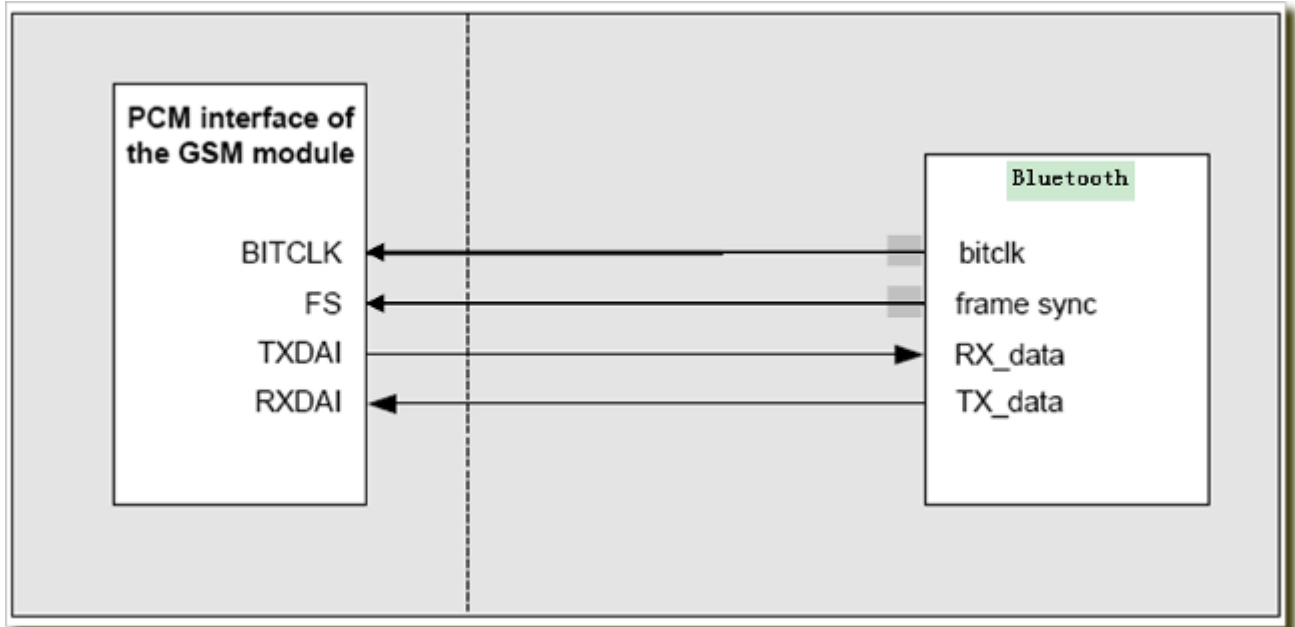 PCM interface of
the GSM module
BITCLK
FS
TXDAI
RXDAI
Bluetooth
bitclk
frame sync
RX_data
TX_data